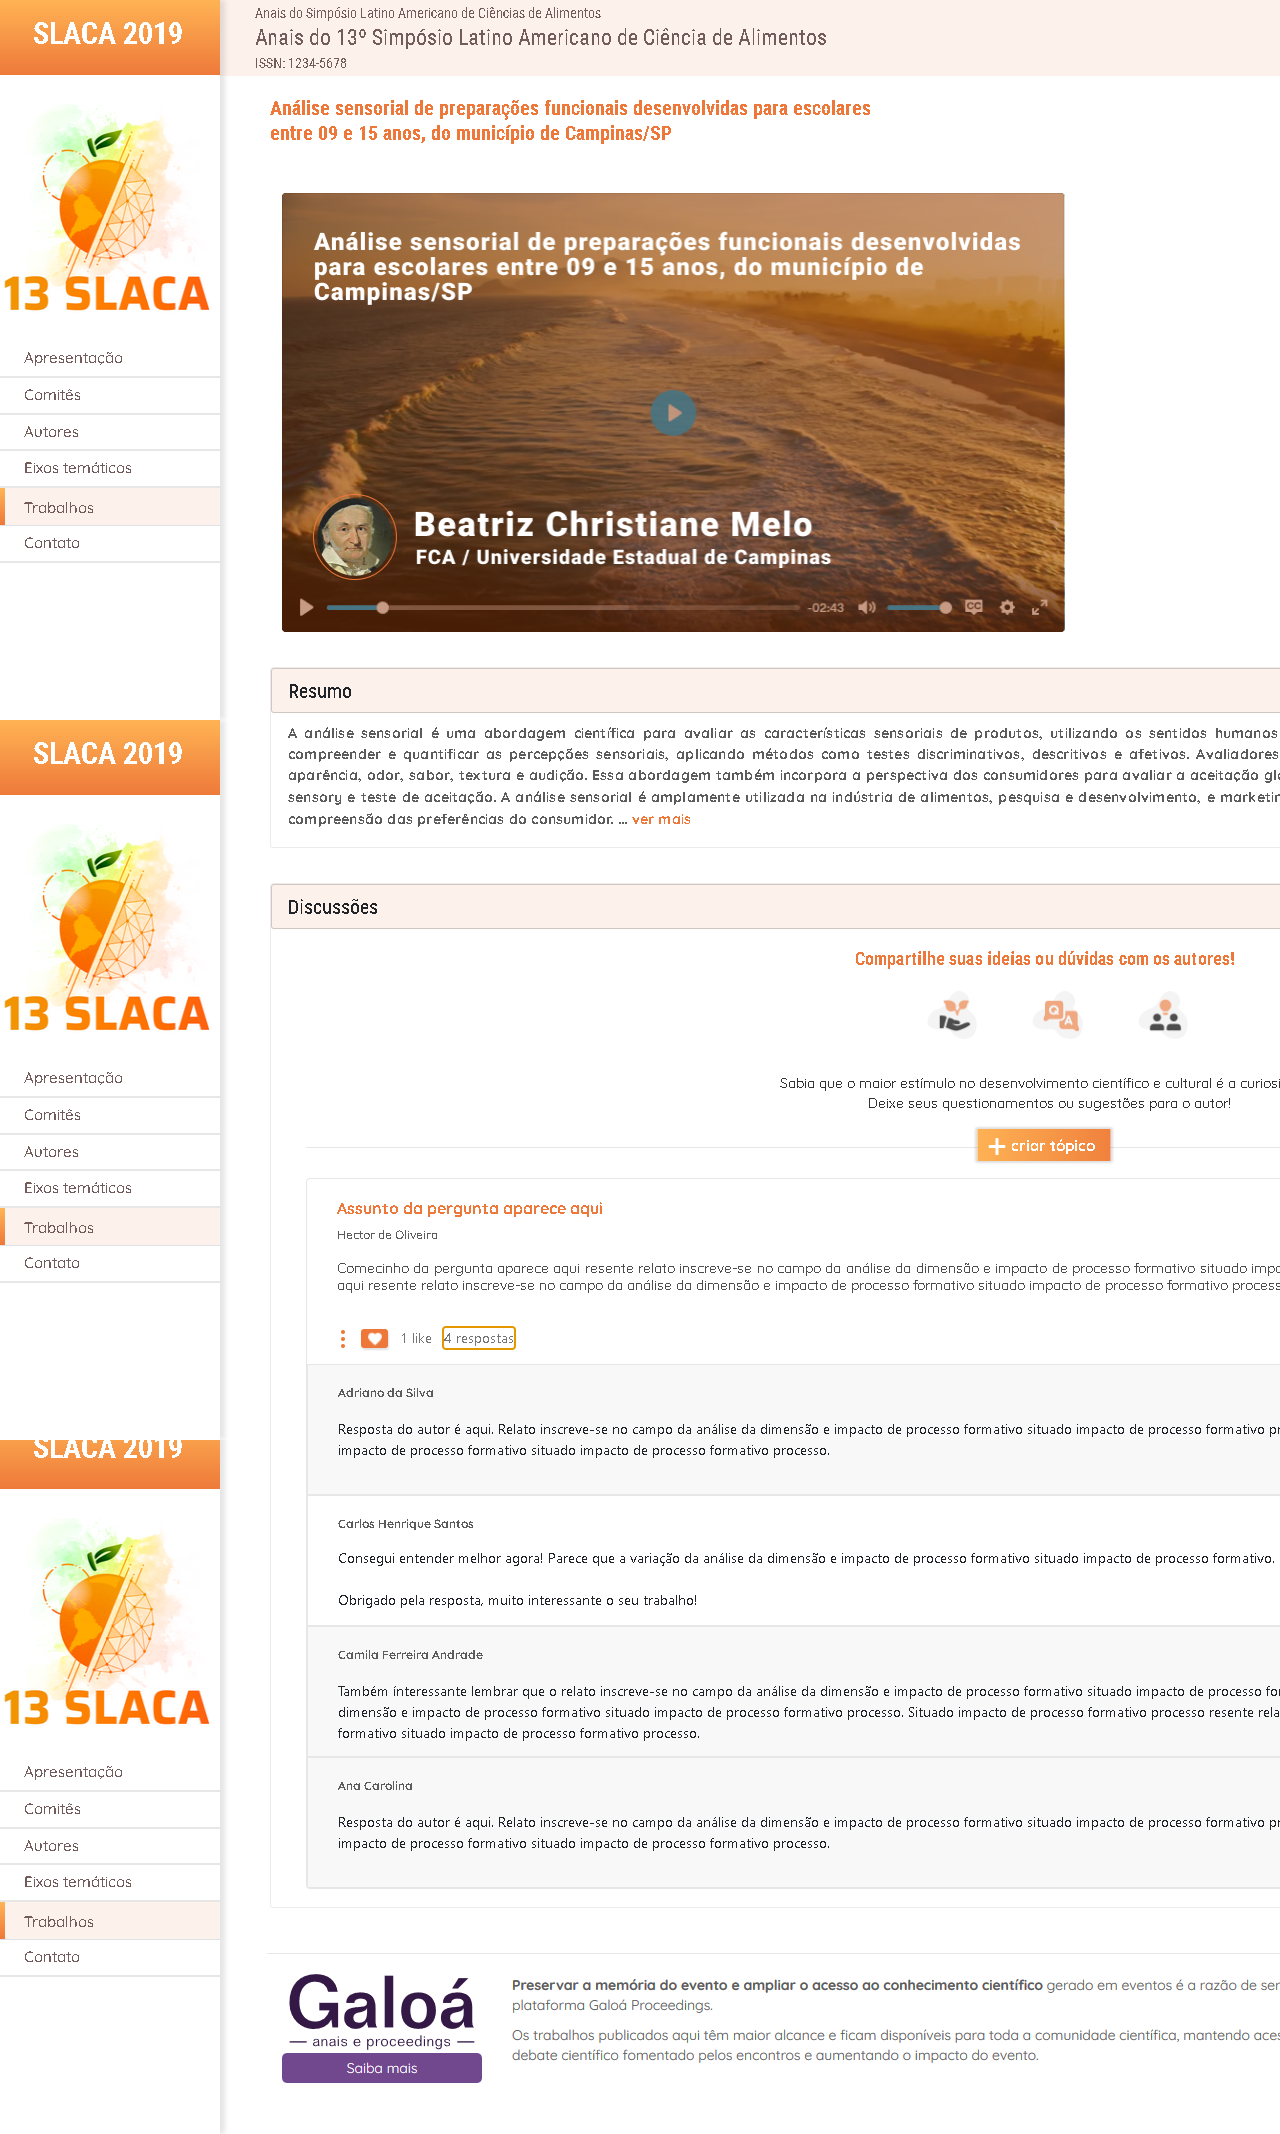 SLACA 2019
13 SLACA
Apresentação
Comitês
Autores
Eixos temáticos
Trabalhos
Contato
SLACA 2019
13 SLACA
Apresentação
Comitês
Autores
Eixos temáticos
Trabalhos
Contato
SLACA 2019
13 SLACA
Apresentação
Comitês
Autores
Eixos temáticos
Trabalhos
Contato
Anais do Simpósio Latino Americano de Ciências de Alimentos
Anais do 13º Simpósio Latino Americano de Ciência de Alimentos
ISSN: 1234-5678
Análise sensorial de preparações funcionais desenvolvidas para escolares
entre 09 e 15 anos, do município de Campinas/SP
Análise sensorial de preparações funcionais desenvolvidas
para escolares entre 09 e 15 anos, do município de
Campinas/SP
Beatriz Christiane Melo
FCA / Universidade Estadual de Campinas
-02:43
CC
Resumo
A análise sensorial é uma abordagem científica para avaliar as características sensoriais de produtos, utilizando os sentidos humanos
compreender e quantificar as percepções sensoriais, aplicando métodos como testes discriminativos, descritivos e afetivos. Avaliadores
aparência, odor, sabor, textura e audição. Essa abordagem também incorpora a perspectiva dos consumidores para avaliar a aceitação
sensory e teste de aceitação. A análise sensorial é amplamente utilizada na indústria de alimentos, pesquisa e desenvolvimento, e
compreensão das preferências do consumidor. ... ver mais
Discussões
Compartilhe suas ideias ou dúvidas com os autores!
Q A
Sabia que o maior estímulo no desenvolvimento científico e cultural é a
Deixe seus questionamentos ou sugestões para o autor!
+ criar tópico
Assunto da pergunta aparece aqui
Hector de Oliveira
Comecinho da pergunta aparece aqui resente relato inscreve-se no campo da análise da dimensão e impacto de processo formativo situado
aqui resente relato inscreve-se no campo da análise da dimensão e impacto de processo formativo situado impacto de processo formativo
1 like
4 respostas
Adriano da Silva
Resposta do autor é aqui. Relato inscreve-se no campo da análise da dimensão e impacto de processo formativo situado impacto de processo formativo
impacto de processo formativo situado impacto de processo formativo processo.
Carlos Henrique Santos
Consegui entender melhor agora! Parece que a variação da análise da dimensão e impacto de processo formativo situado impacto de processo formativo.
Obrigado pela resposta, muito interessante o seu trabalho!
Camila Ferreira Andrade
Também ínteressante lembrar que o relato inscreve-se no campo da análise da dimensão e impacto de processo formativo situado impacto de processo
dimensão e impacto de processo formativo situado impacto de processo formativo processo. Situado impacto de processo formativo processo resente
formativo situado impacto de processo formativo processo.
Ana Carolina
Resposta do autor é aqui. Relato inscreve-se no campo da análise da dimensão e impacto de processo formativo situado impacto de processo formativo
impacto de processo formativo situado impacto de processo formativo processo.
Galoá
anais e proceedings
Saiba mais
Preservar a memória do evento e ampliar o acesso ao conhecimento científico gerado em eventos é a razão de ser
plataforma Galoá Proceedings.
Os trabalhos publicados aqui têm maior alcance e ficam disponíveis para toda a comunidade científica, mantendo
debate científico fomentado pelos encontros e aumentando o impacto do evento.